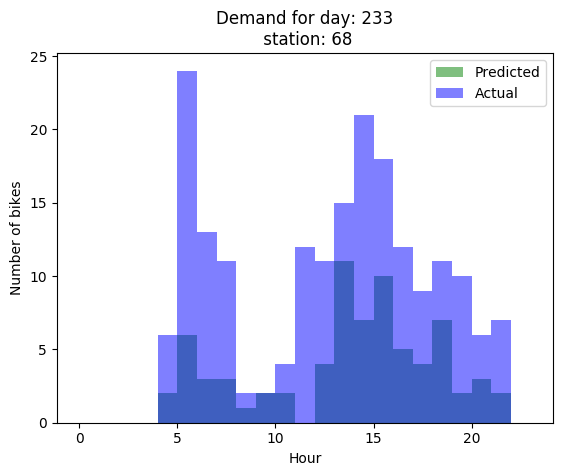 Demand for day: 233
station: 68
25
20
15
10
5
0
Number of bikes
Predicted
Actual
0 5 10 15 20
Hour